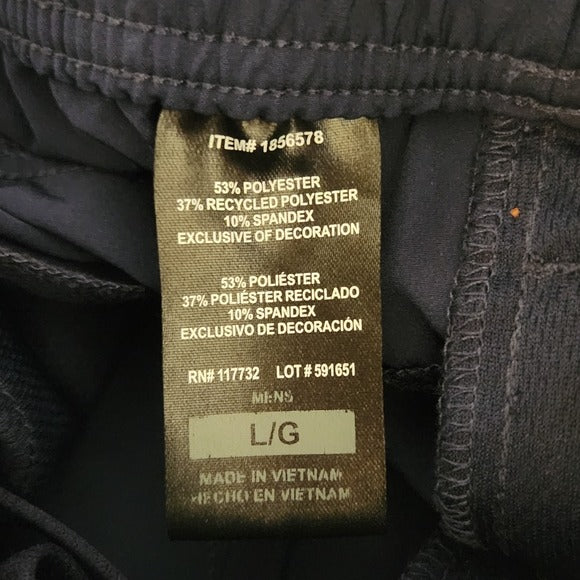 ITEM# 1856578
53% POLYESTER
37% RECYCLED POLYESTER
10% SPANDEX
EXCLUSIVE OF DECORATION
53% POLIÉSTER
37% POLIÉSTER RECICLADO
10% SPANDEX
EXCLUSIVO DE DECORACIÓN
RN# 117732 LOT # 591651
MENS
L/G
MADE IN VIETNAM
HECHO EN VIETNAM